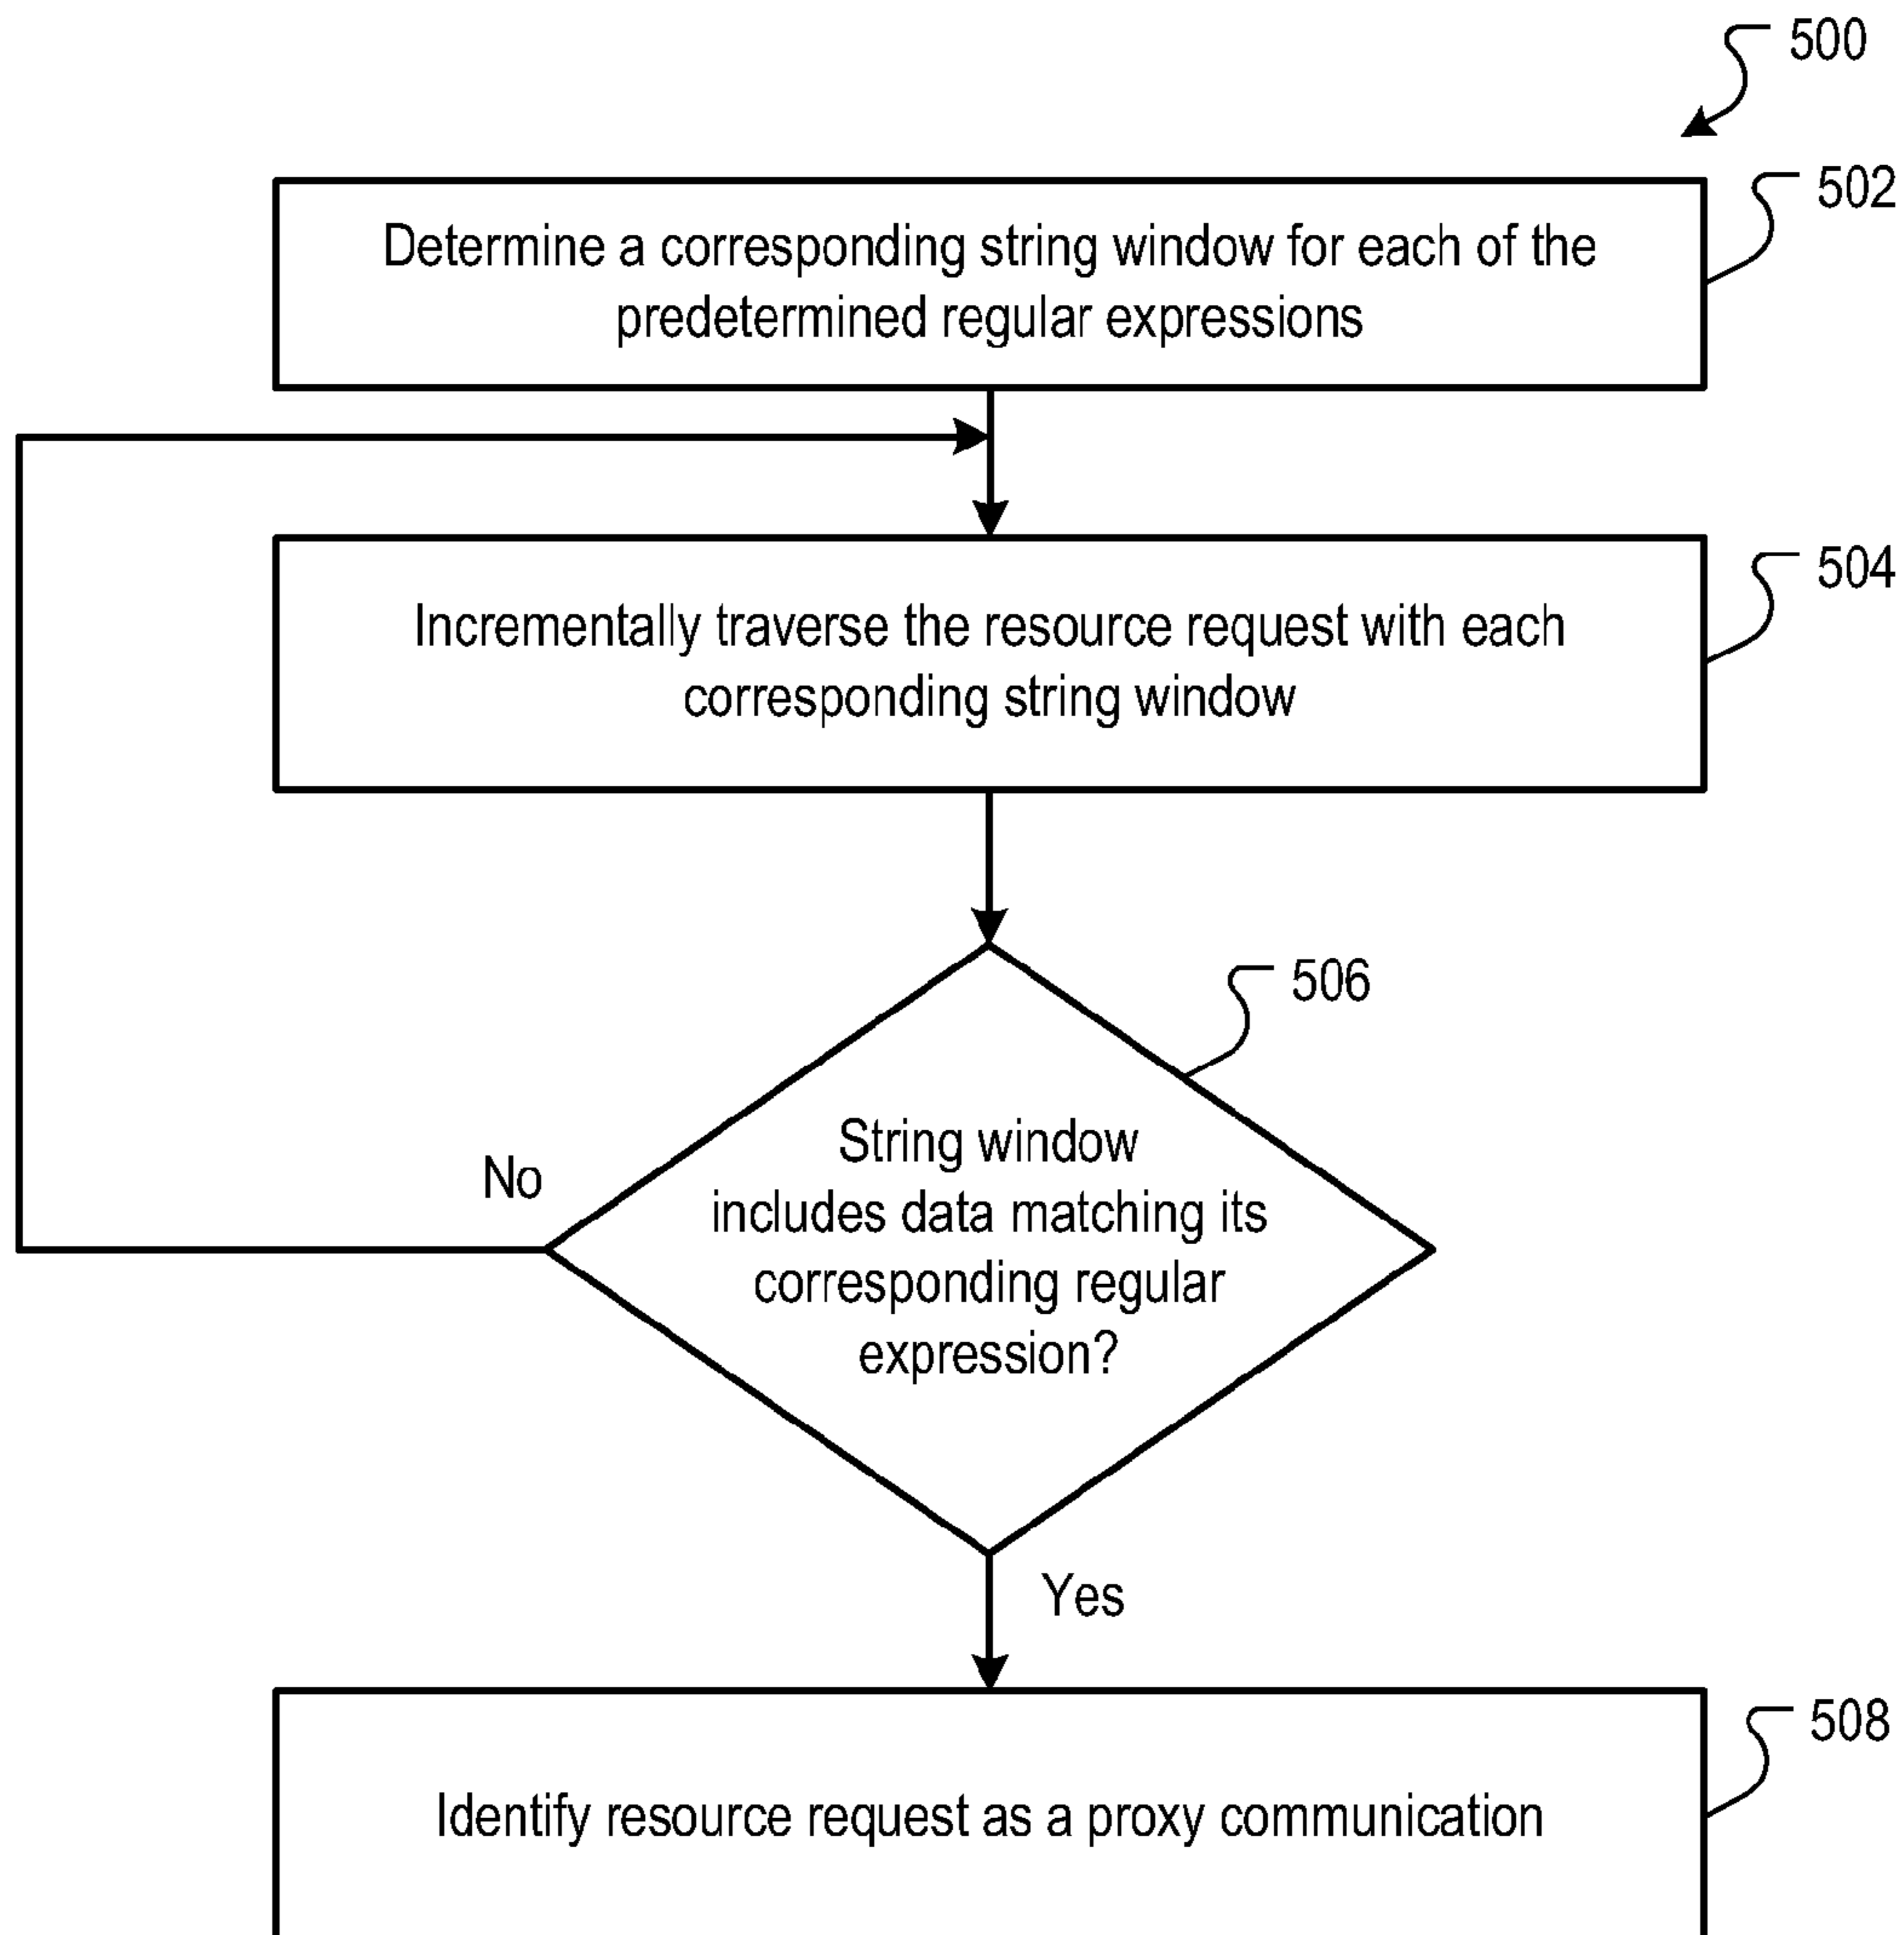 500
502
Determine a corresponding string window for each of the
predetermined regular expressions
504
Incrementally traverse the resource request with each
corresponding string window
506
String window
includes data matching its
corresponding regular
expression?
No
Yes
508
Identify resource request as a proxy communication